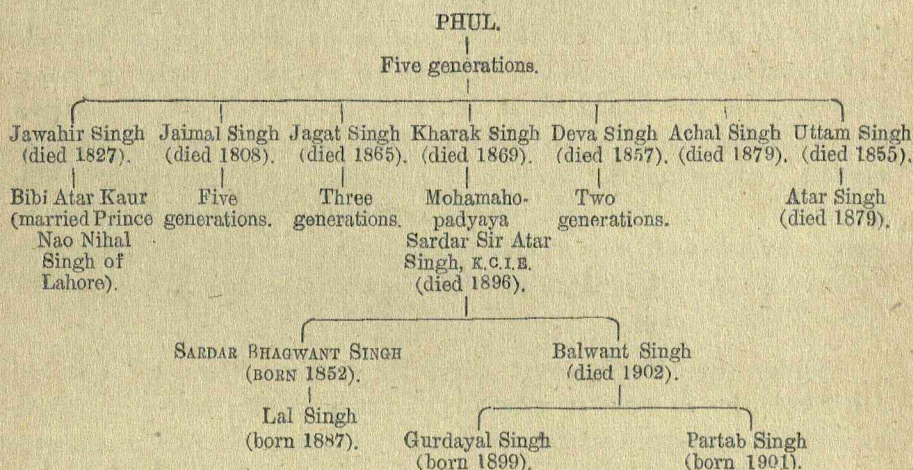 PHUL.
Five generations.
Jawahir Singh Jaimal Singh Jagat Singh Kharak Singh Deva Singh Achal Singh Uttam Singh
(died 1827). (died 1808). (died 1865). (died 1869). (died 1857). (died 1879). (died 1855).
Bibi Atar Kaur Five Three Mohamaho- Two Atar Singh
(married Prince generations. generations. padyaya generations. (died 1879).
Nao Nihal Sardar Sir Atar
Singh of Singh, K.C.I.E.
Lahore). (died 1896).
SARDAR BHAGWANT SINGH Balwant Singh
(BORN 1852). (died 1902).
Lal Singh
(born 1887). Gurdayal Singh Partab Singh
(born 1899). (born 1901).